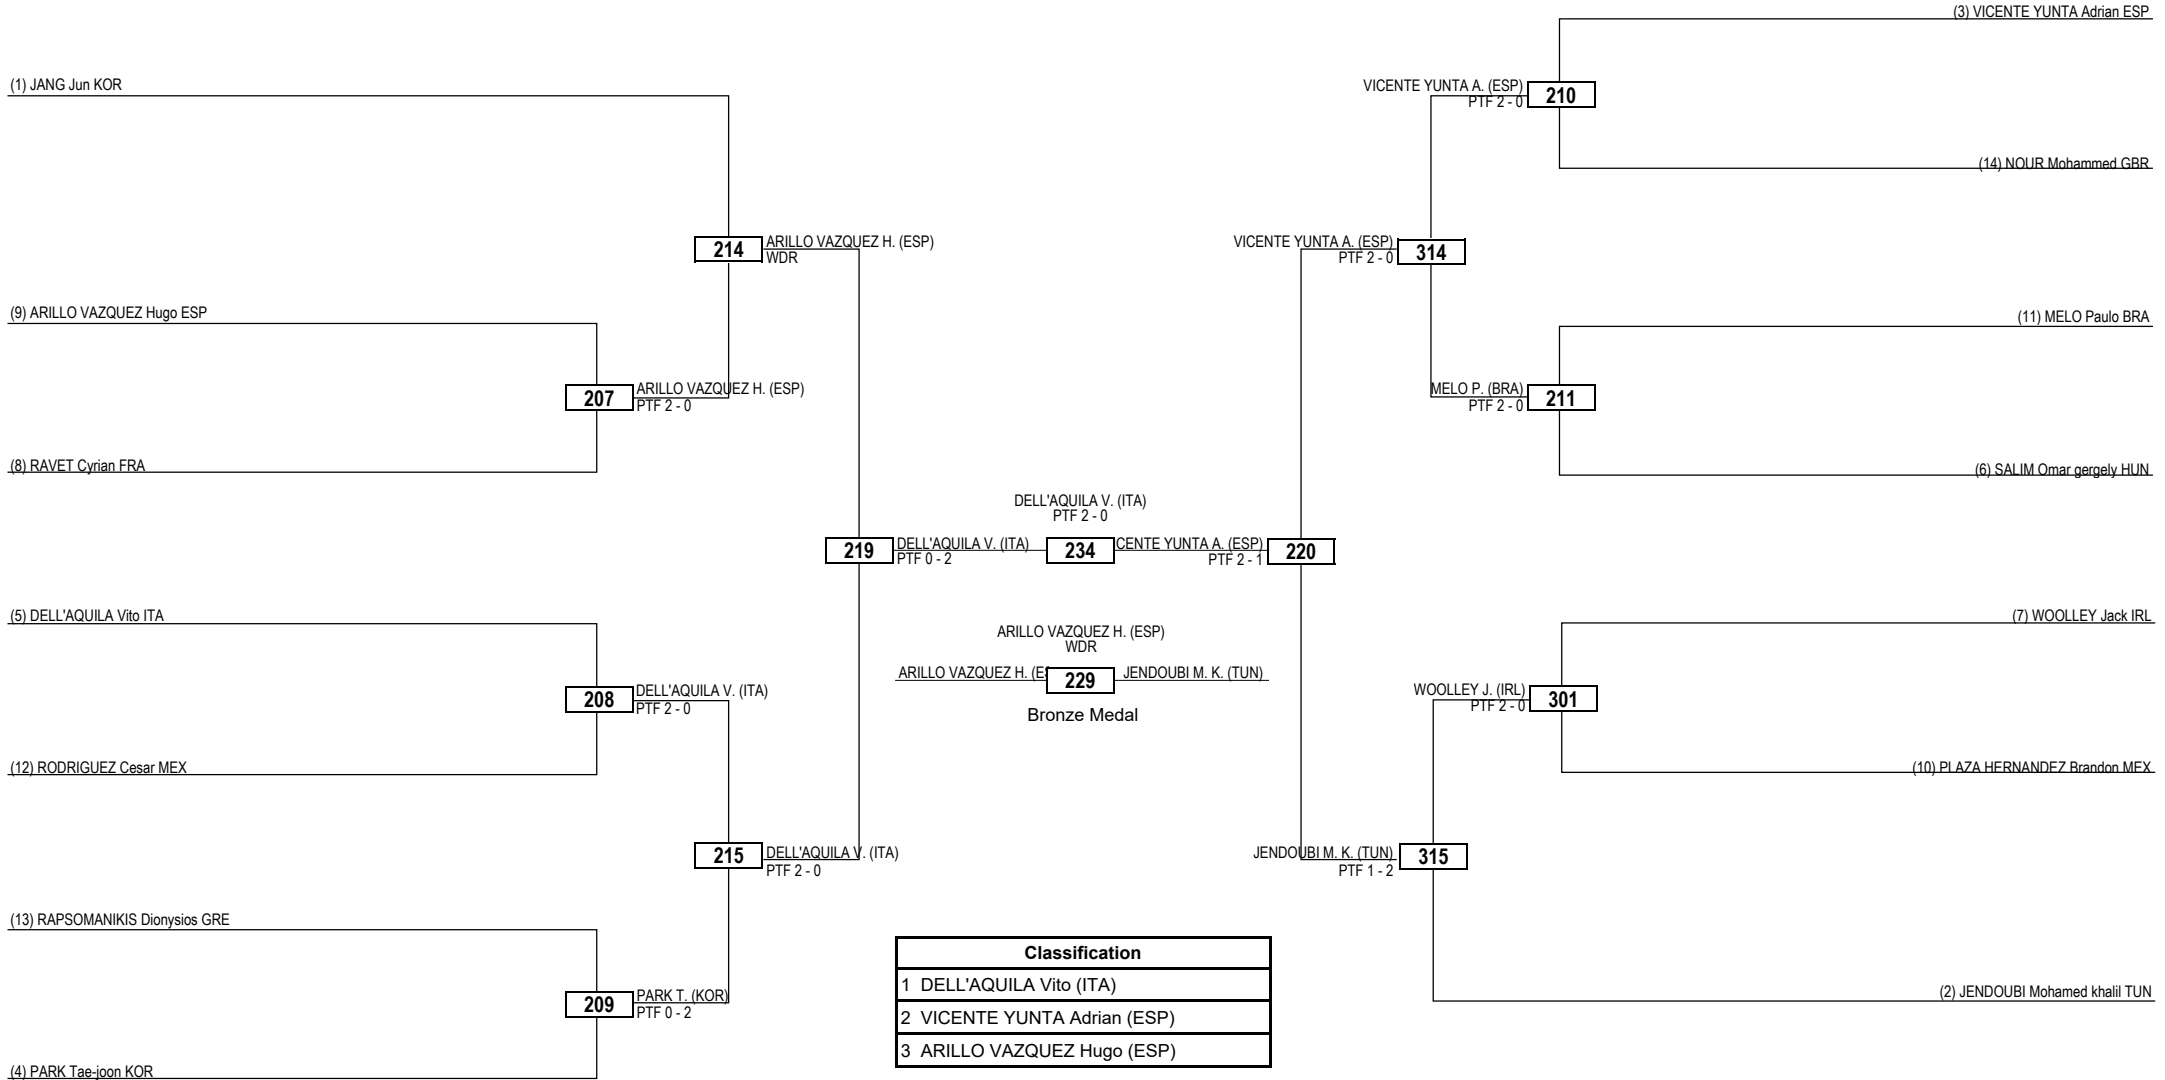 (3) VICENTE YUNTA Adrian ESP
(1) JANG Jun KOR
VICENTE YUNTA A. (ESP)
PTF 2 - 0
210
(14) NOUR Mohammed GBR
214
ARILLO VAZQUEZ H. (ESP)
WDR
VICENTE YUNTA A. (ESP)
PTF 2 - 0
314
(9) ARILLO VAZQUEZ Hugo ESP
(11) MELO Paulo BRA
207
ARILLO VAZQUEZ H. (ESP)
PTF 2 - 0
MELO P. (BRA)
PTF 2 - 0
211
(8) RAVET Cyrian FRA
(6) SALIM Omar gergely HUN
DELL'AQUILA V. (ITA)
PTF 2 - 0
219
DELL'AQUILA V. (ITA)
PTF 0 - 2
234
CENTE YUNTA A. (ESP)
PTF 2 - 1
220
(5) DELL'AQUILA Vito ITA
(7) WOOLLEY Jack IRL
ARILLO VAZQUEZ H. (ESP)
WDR
ARILLO VAZQUEZ H. (ES
229
JENDOUBI M. K. (TUN)
Bronze Medal
208
DELL'AQUILA V. (ITA)
PTF 2 - 0
WOOLLEY J. (IRL)
PTF 2 - 0
301
(12) RODRIGUEZ Cesar MEX
(10) PLAZA HERNANDEZ Brandon MEX
215
DELL'AQUILA V. (ITA)
PTF 2 - 0
JENDOUBI M. K. (TUN)
PTF 1 - 2
315
(13) RAPSOMANIKIS Dionysios GRE
209
PARK T. (KOR)
PTF 0 - 2
(2) JENDOUBI Mohamed khalil TUN
(4) PARK Tae-joon KOR
Classification
1 DELL'AQUILA Vito (ITA)
2 VICENTE YUNTA Adrian (ESP)
3 ARILLO VAZQUEZ Hugo (ESP)